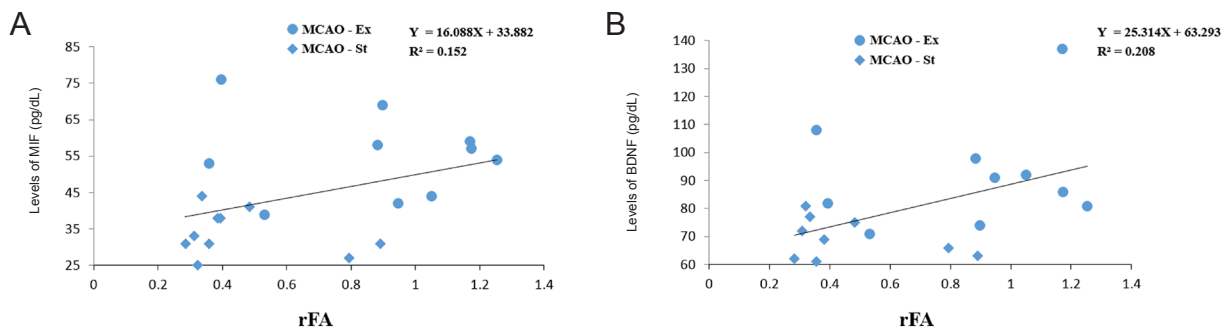 A
MCAO - Ex
MCAO - St
Y = 16.088X + 33.882
R² = 0.152
Levels of MIF (pg/dL)
85
75
65
55
45
35
25
0
0.2
0.4
0.6
0.8
1
1.2
1.4
rFA
B
MCAO - Ex
MCAO - St
Y = 25.314X + 63.293
R² = 0.208
Levels of BDNF (pg/dL)
140
130
120
110
100
90
80
70
60
0
0.2
0.4
0.6
0.8
1
1.2
1.4
rFA